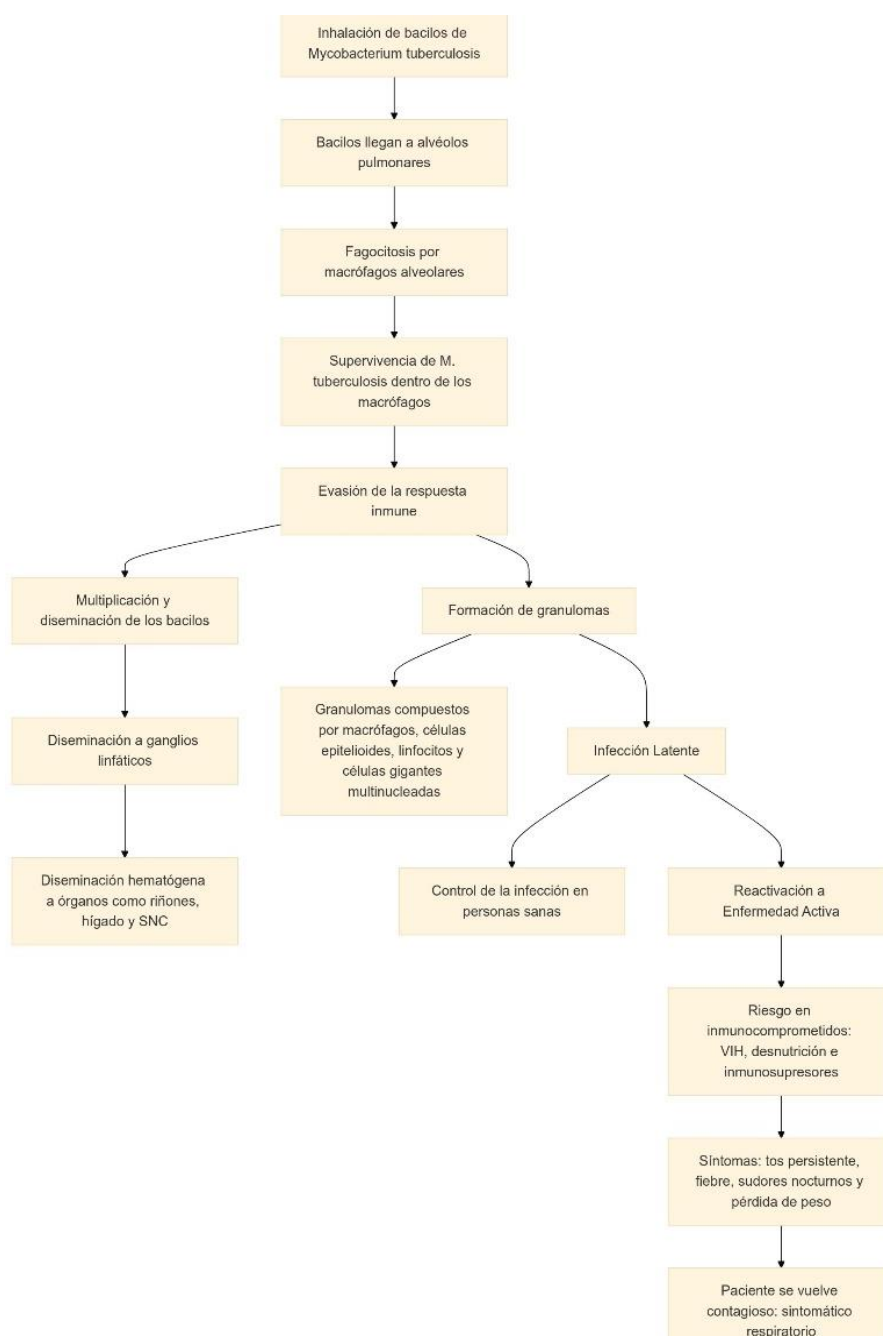 Inhalación de bacilos de
Mycobacterium tuberculosis
Bacilos llegan a alvéolos
pulmonares
Fagocitosis por
macrófagos alveolares
Supervivencia de M.
tuberculosis dentro de los
macrófagos
Evasión de la respuesta
inmune
Multiplicación y
diseminación de los bacilos
Formación de granulomas
Diseminación a ganglios
linfáticos
Granulomas compuestos
por macrófagos, células
epitelioides, linfocitos y
células gigantes
multinucleadas
Infección Latente
Diseminación hematógena
a órganos como riñones,
hígado y SNC
Control de la infección en
personas sanas
Reactivación a
Enfermedad Activa
Riesgo en
inmunocomprometidos:
VIH, desnutrición e
inmunosupresores
Síntomas: tos persistente,
fiebre, sudores nocturnos y
pérdida de peso
Paciente se vuelve
contagioso: sintomático
respiratorio